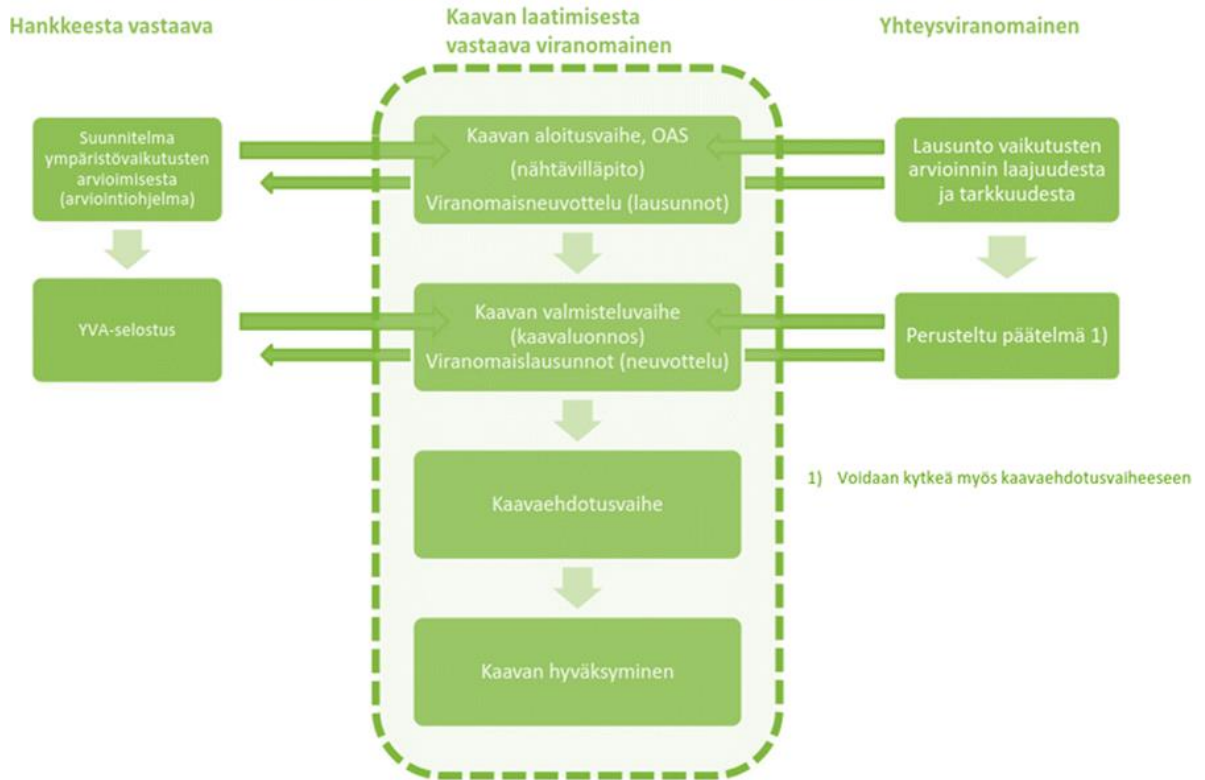 Hankkeesta vastaava
Kaavan laatimisesta
vastaava viranomainen
Yhteysviranomainen
Suunnitelma
ympäristövaikutusten
arvioimisesta
(arviointiohjelma)
Kaavan aloitusvaihe, OAS
(nähtävilläpito)
Viranomaisneuvottelu (lausunnot)
Lausunto vaikutusten
arvioinnin laajuudesta
ja tarkkuudesta
YVA-selostus
Kaavan valmisteluvaihe
(kaavaluonnos)
Viranomaislausunnot (neuvottelu)
Perusteltu päätelmä 1)
Kaavaehdotusvaihe
1) Voidaan kytkeä myös kaavaehdotusvaiheeseen
Kaavan hyväksyminen